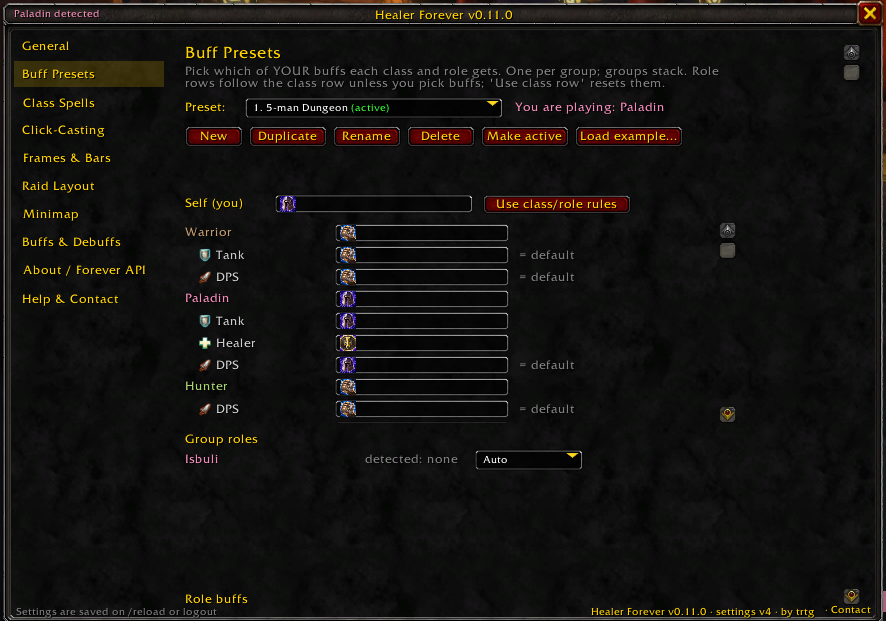 Paladin detected
Healer Forever v0.11.0
General
Buff Presets
Class Spells
Click-Casting
Frames & Bars
Raid Layout
Minimap
Buffs & Debuffs
About / Forever API
Help & Contact
Buff Presets
Pick which of YOUR buffs each class and role gets. One per group; groups stack. Role
rows follow the class row unless you pick buffs; 'Use class row' resets them.
Preset: 1. 5-man Dungeon (active) You are playing: Paladin
New Duplicate Rename Delete Make active Load example...
Self (you) Use class/role rules
Warrior
Tank = default
DPS = default
Paladin
Tank
Healer
DPS = default
Hunter
DPS = default
Group roles
Isbuli detected: none Auto
Role buffs
Settings are saved on /reload or logout
Healer Forever v0.11.0 · settings v4 · by trtg · Contact